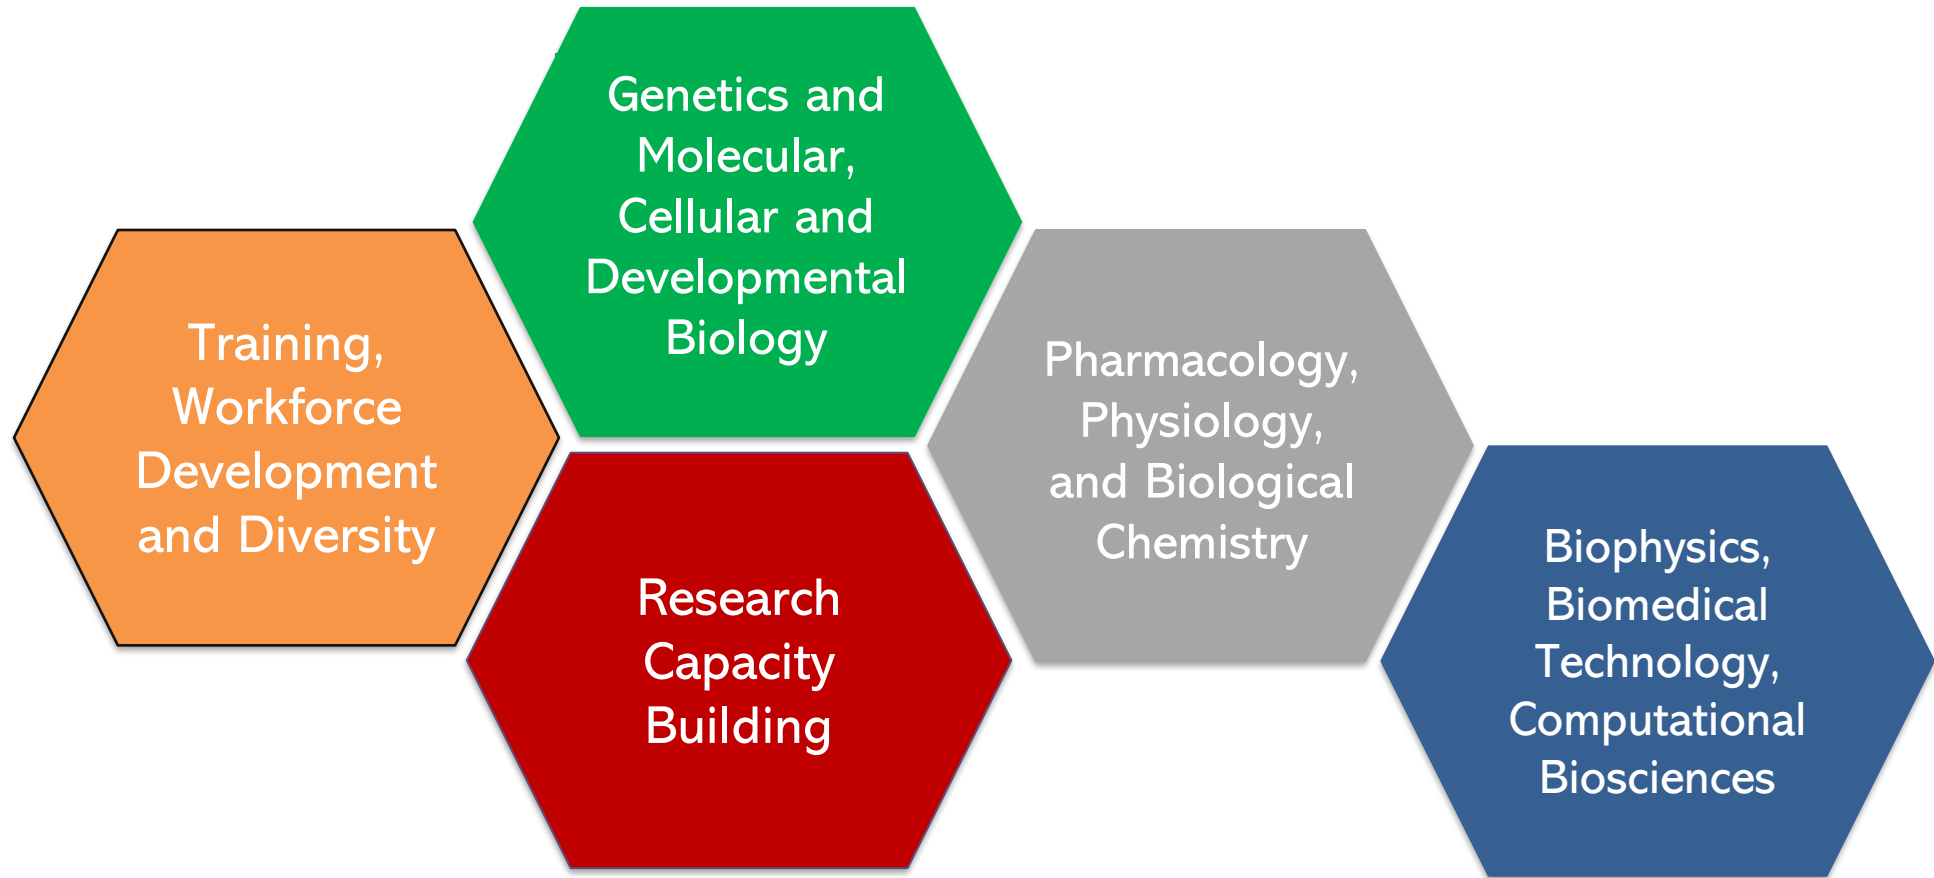 Training,
Workforce
Development
and Diversity
Genetics and
Molecular,
Cellular and
Developmental
Biology
Research
Capacity
Building
Pharmacology,
Physiology,
and Biological
Chemistry
Biophysics,
Biomedical
Technology,
Computational
Biosciences